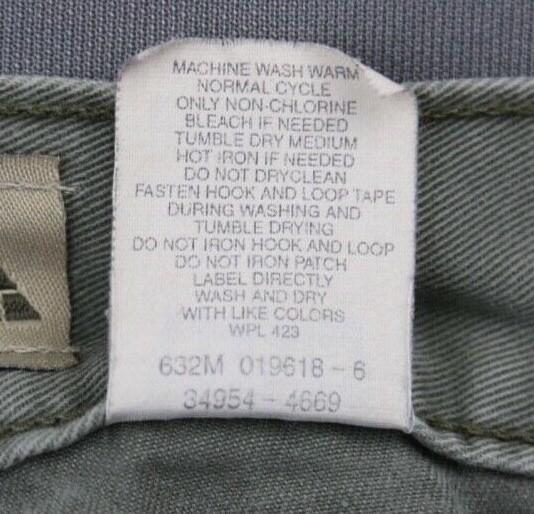 MACHINE WASH WARM
NORMAL CYCLE
ONLY NON-CHLORINE
BLEACH IF NEEDED
TUMBLE DRY MEDIUM
HOT IRON IF NEEDED
DO NOT DRYCLEAN
FASTEN HOOK AND LOOP TAPE
DURING WASHING AND
TUMBLE DRYING
DO NOT IRON HOOK AND LOOP
DO NOT IRON PATCH
LABEL DIRECTLY
WASH AND DRY
WITH LIKE COLORS
WPL 423
632M 019618-6
34954-4669